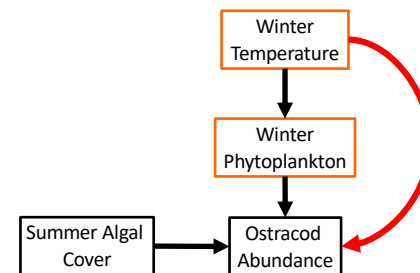 Winter
Temperature
Winter
Phytoplankton
Summer Algal
Cover
Ostracod
Abundance